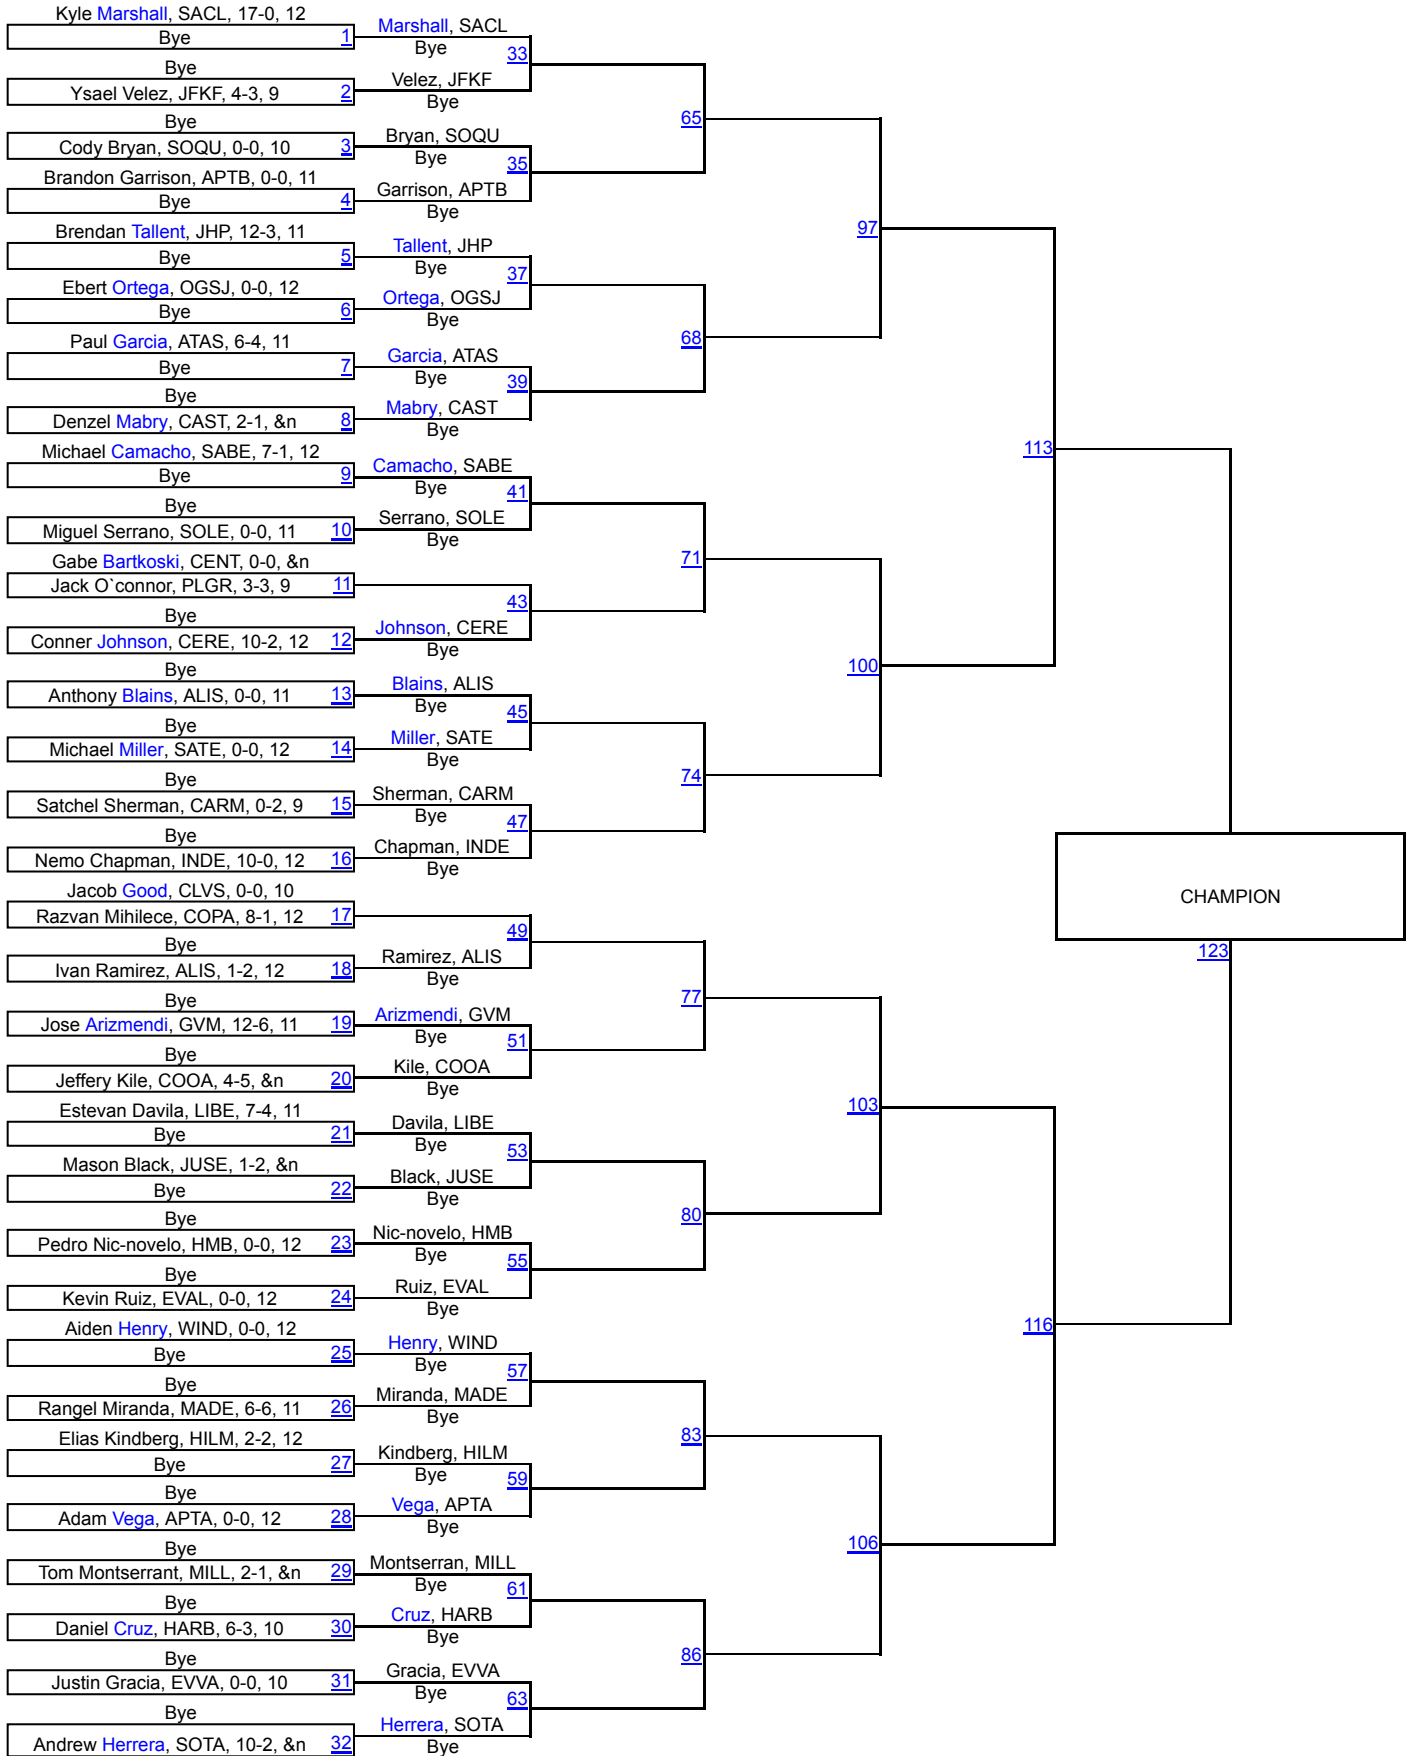 Kyle Marshall, SACL, 17-0, 12
Bye 1
Bye
Ysael Velez, JFKF, 4-3, 9 2
Bye
Cody Bryan, SOQU, 0-0, 10 3
Brandon Garrison, APTB, 0-0, 11
Bye 4
Brendan Tallent, JHP, 12-3, 11
Bye 5
Ebert Ortega, OGSJ, 0-0, 12
Bye 6
Paul Garcia, ATAS, 6-4, 11
Bye 7
Bye
Denzel Mabry, CAST, 2-1, &n 8
Michael Camacho, SABE, 7-1, 12
Bye 9
Bye
Miguel Serrano, SOLE, 0-0, 11 10
Gabe Bartkoski, CENT, 0-0, &n
Jack O`connor, PLGR, 3-3, 9 11
Bye
Conner Johnson, CERE, 10-2, 12 12
Bye
Anthony Blains, ALIS, 0-0, 11 13
Bye
Michael Miller, SATE, 0-0, 12 14
Bye
Satchel Sherman, CARM, 0-2, 9 15
Bye
Nemo Chapman, INDE, 10-0, 12 16
Jacob Good, CLVS, 0-0, 10
Razvan Mihilece, COPA, 8-1, 12 17
Bye
Ivan Ramirez, ALIS, 1-2, 12 18
Bye
Jose Arizmendi, GVM, 12-6, 11 19
Bye
Jeffery Kile, COOA, 4-5, &n 20
Estevan Davila, LIBE, 7-4, 11
Bye 21
Mason Black, JUSE, 1-2, &n
Bye 22
Bye
Pedro Nic-novelo, HMB, 0-0, 12 23
Bye
Kevin Ruiz, EVAL, 0-0, 12 24
Aiden Henry, WIND, 0-0, 12
Bye 25
Bye
Rangel Miranda, MADE, 6-6, 11 26
Elias Kindberg, HILM, 2-2, 12
Bye 27
Bye
Adam Vega, APTA, 0-0, 12 28
Bye
Tom Montserrant, MILL, 2-1, &n 29
Bye
Daniel Cruz, HARB, 6-3, 10 30
Bye
Justin Gracia, EVVA, 0-0, 10 31
Bye
Andrew Herrera, SOTA, 10-2, &n 32
Marshall, SACL
Bye 33
Velez, JFKF
Bye
Bryan, SOQU
Bye 35
Garrison, APTB
Bye
Tallent, JHP
Bye 37
Ortega, OGSJ
Bye
Garcia, ATAS
Bye 39
Mabry, CAST
Bye
Camacho, SABE
Bye 41
Serrano, SOLE
Bye
43
Johnson, CERE
Bye
Blains, ALIS
Bye 45
Miller, SATE
Bye
Sherman, CARM
Bye 47
Chapman, INDE
Bye
49
Ramirez, ALIS
Bye
Arizmendi, GVM
Bye 51
Kile, COOA
Bye
Davila, LIBE
Bye 53
Black, JUSE
Bye
Nic-novelo, HMB
Bye 55
Ruiz, EVAL
Bye
Henry, WIND
Bye 57
Miranda, MADE
Bye
Kindberg, HILM
Bye 59
Vega, APTA
Bye
Montserran, MILL
Bye 61
Cruz, HARB
Bye
Gracia, EVVA
Bye 63
Herrera, SOTA
Bye
65
68
71
74
77
80
83
86
97
100
103
106
113
116
CHAMPION
123